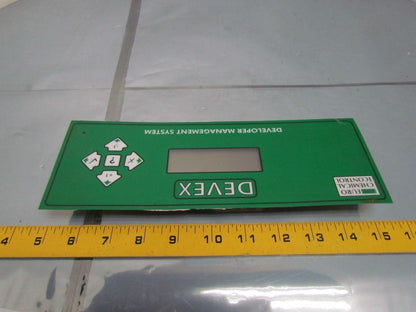 DEVELOPER MANAGEMENT SYSTEM
DEVEX
EURO
CHEMICAL
CONTROL
?
4 5 6 7 8 9 10 11 12 13 14 15